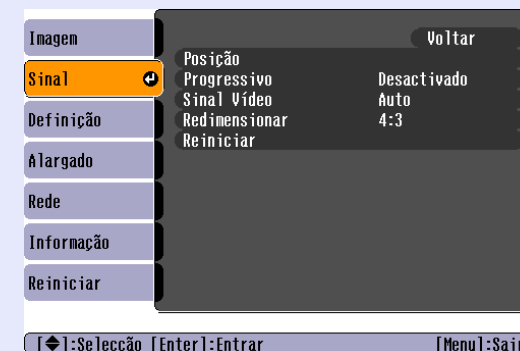 Imagem
Sinal
Definição
Alargado
Rede
Informação
Reiniciar
Voltar
Posição
Progressivo Desactivado
Sinal Vídeo Auto
Redimensionar 4:3
Reiniciar
[◆]:Selecção [Enter]:Entrar [Menu]:Sair